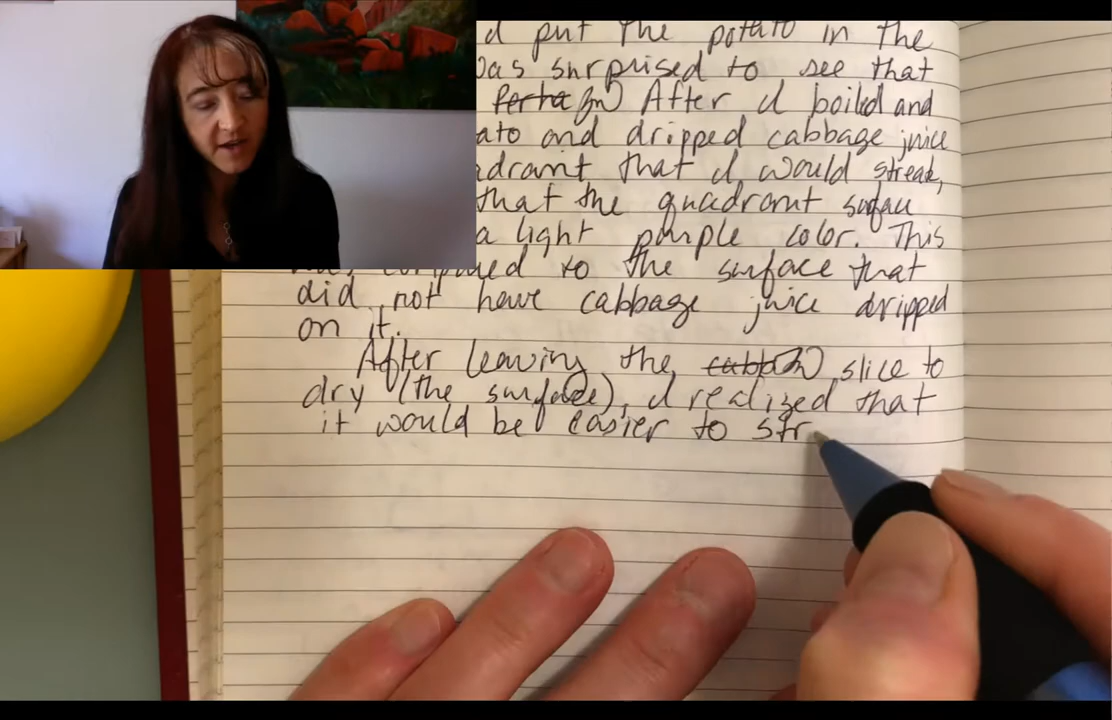 d put the potato in the
was surprised to see that
After I boiled and
ato and dripped cabbage juice
adrant that I would streak,
that the quadrant surface
a light purple color. This
compared to the surface that
did not have cabbage juice dripped
on it.
After leaving the slice to
dry (the surface), I realized that
it would be easier to str